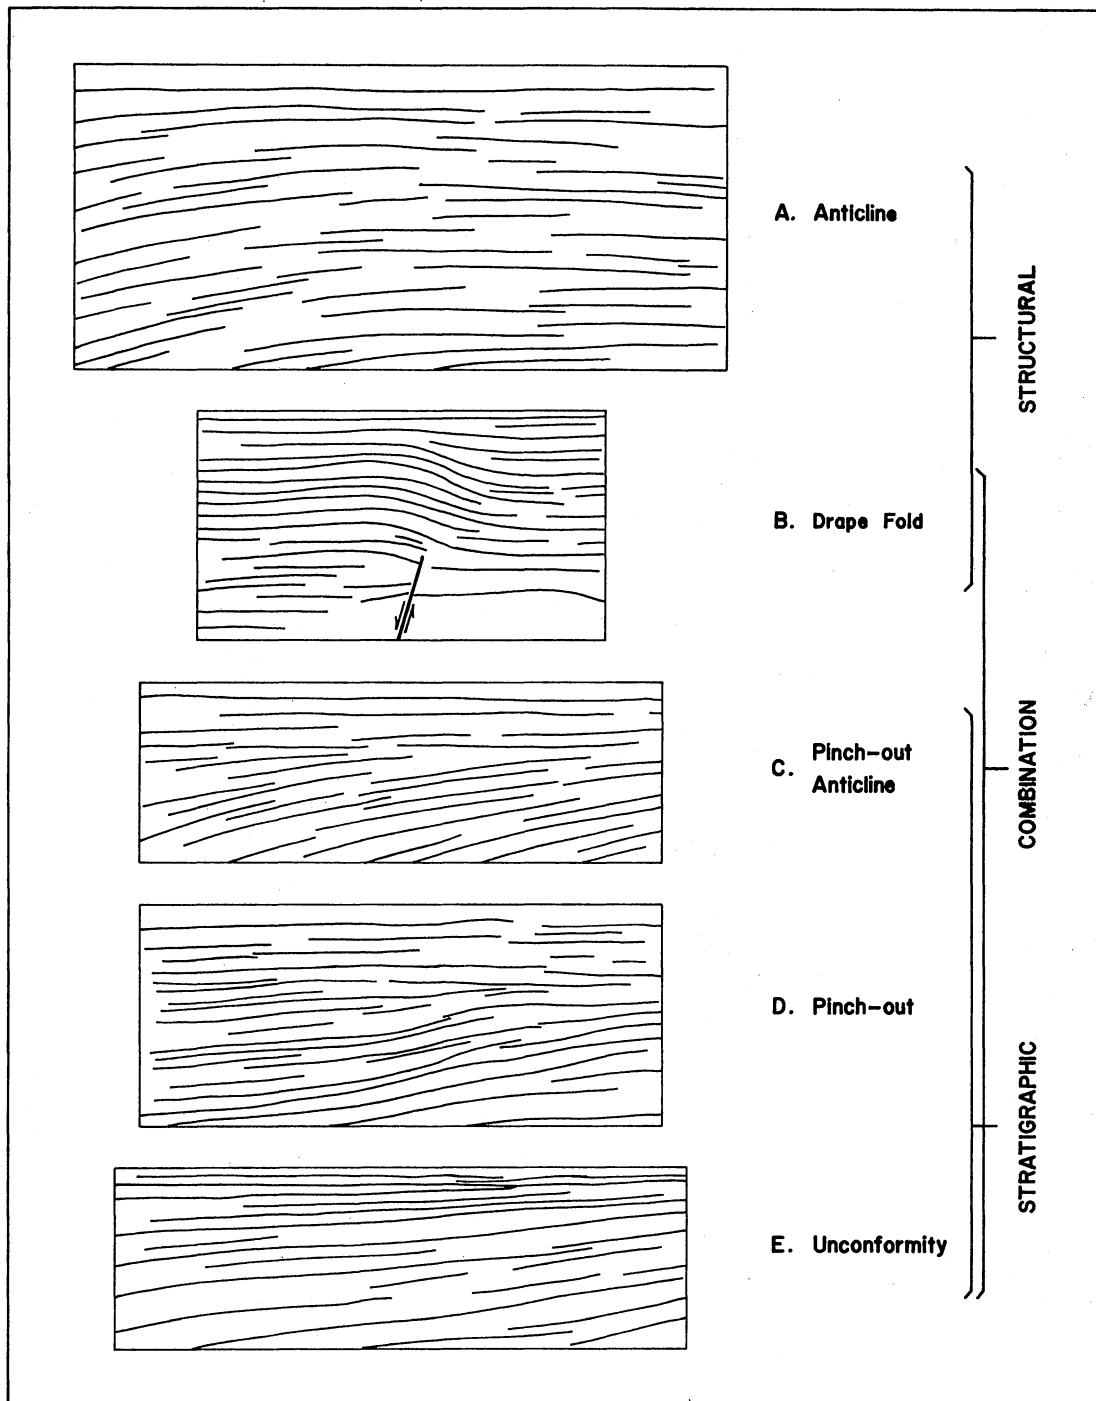 A. Anticline
B. Drape Fold
C. Pinch-out
Anticline
D. Pinch-out
E. Unconformity
STRUCTURAL
COMBINATION
STRATIGRAPHIC